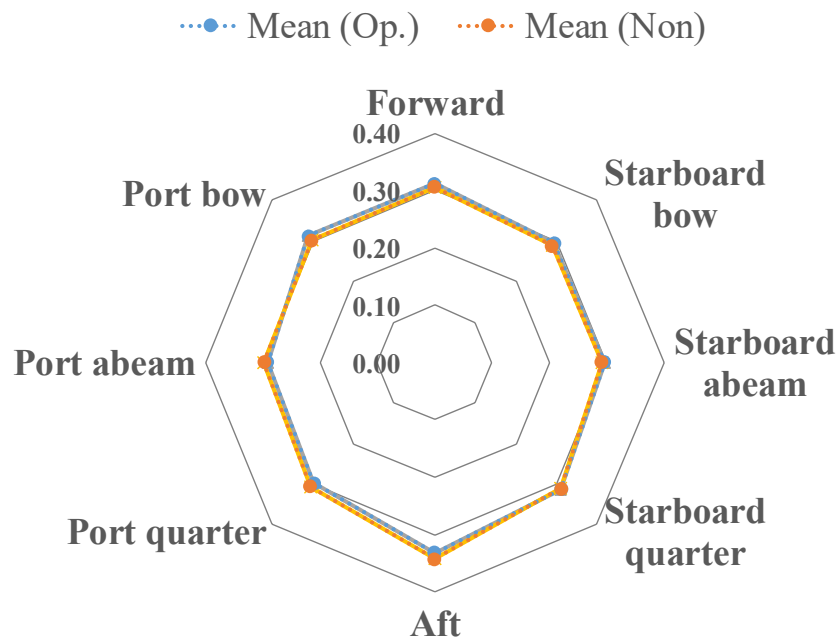 Mean (Op.) Mean (Non)
Forward
0.40
Starboard
bow
Port bow
0.30
0.20
0.10
Port abeam
0.00
Starboard
abeam
Port quarter
Starboard
quarter
Aft